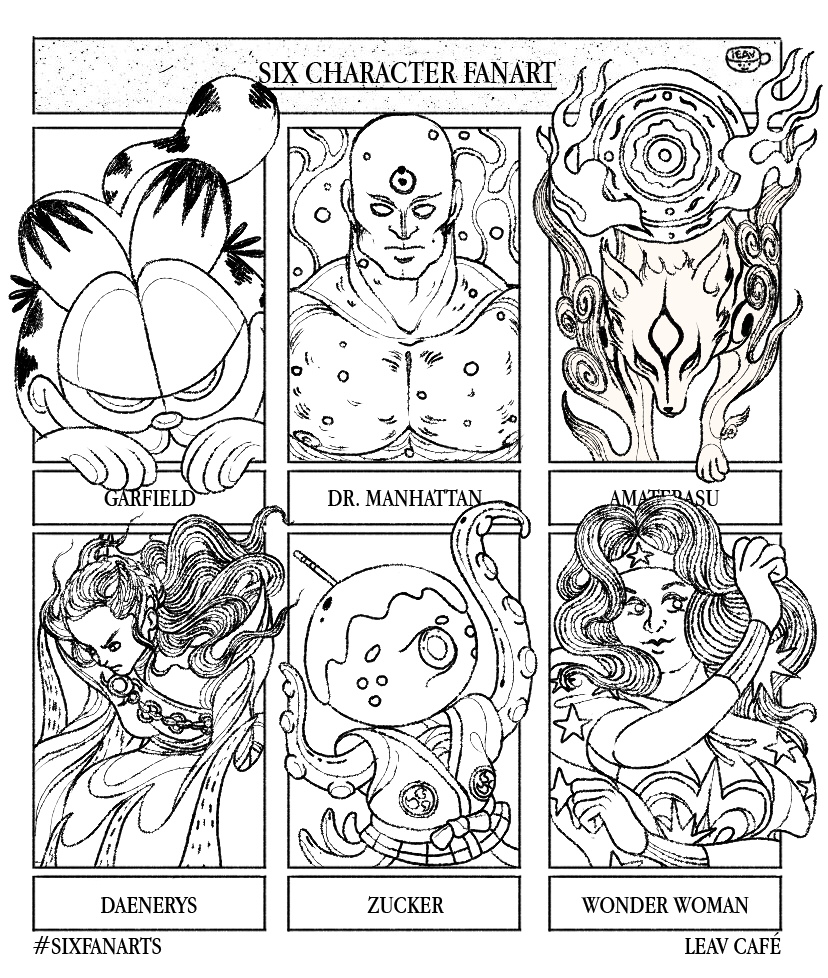 SIX CHARACTER FANART
LEAV
GARFIELD
DR. MANHATTAN
AMATERASU
DAENERYS
ZUCKER
WONDER WOMAN
#SIXFANARTS
LEAV CAFÉ